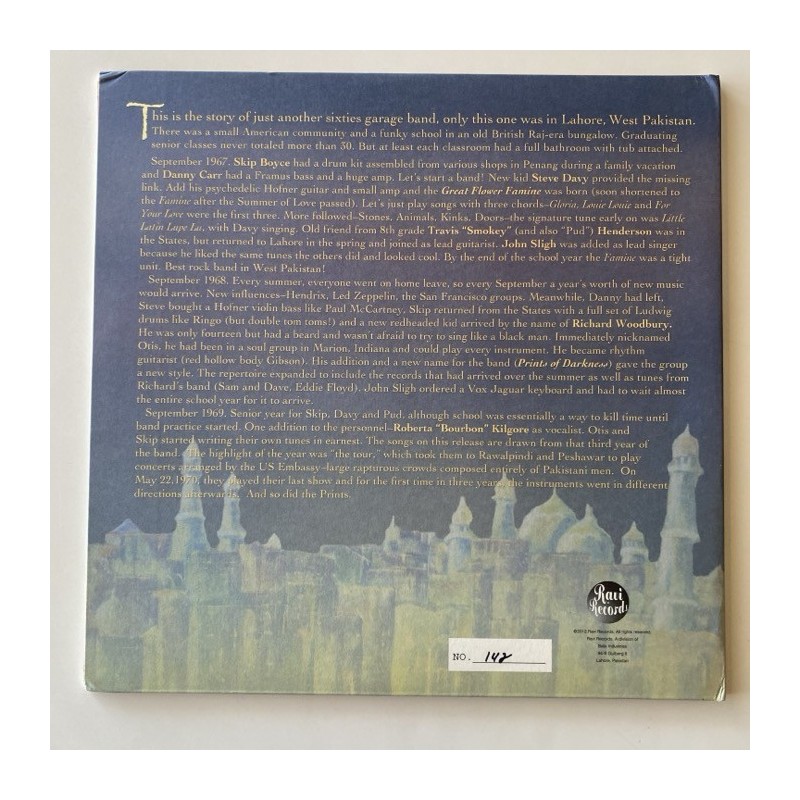 This is the story of just another sixties garage band, only this one was in Lahore, West Pakistan.
There was a small American community and a funky school in an old British Raj-era bungalow. Graduating
senior classes never totaled more than 30. But at least each classroom had a full bathroom with tub attached.
September 1967. Skip Boyce had a drum kit assembled from various shops in Penang during a family vacation
and Danny Carr had a Framus bass and a huge amp. Let's start a band! New kid Steve Davy provided the missing
link. Add his psychedelic Hofner guitar and small amp and the Great Flower Famine was born (soon shortened to
the Famine after the Summer of Love passed). Let's just play songs with three chords–Gloria, Louie Louie and For
Your Love were the first three. More followed–Stones, Animals, Kinks, Doors–the signature tune early on was Little
Latin Lupe Lu, with Davy singing. Old friend from 8th grade Travis "Smokey" (and also "Pud") Henderson was in
the States, but returned to Lahore in the spring and joined as lead guitarist. John Sligh was added as lead singer
because he liked the same tunes the others did and looked cool. By the end of the school year the Famine was a tight
unit. Best rock band in West Pakistan!
September 1968. Every summer, everyone went on home leave, so every September a year's worth of new music
would arrive. New influences–Hendrix, Led Zeppelin, the San Francisco groups. Meanwhile, Danny had left,
Steve bought a Hofner violin bass like Paul McCartney, Skip returned from the States with a full set of Ludwig
drums like Ringo (but double tom toms!) and a new redheaded kid arrived by the name of Richard Woodbury.
He was only fourteen but had a beard and wasn't afraid to try to sing like a black man. Immediately nicknamed
Otis, he had been in a soul group in Marion, Indiana and could play every instrument. He became rhythm
guitarist (red hollow body Gibson). His addition and a new name for the band (Prints of Darkness) gave the group
a new style. The repertoire expanded to include the records that had arrived over the summer as well as tunes from
Richard's band (Sam and Dave, Eddie Floyd). John Sligh ordered a Vox Jaguar keyboard and had to wait almost
the entire school year for it to arrive.
September 1969. Senior year for Skip, Davy and Pud, although school was essentially a way to kill time until
band practice started. One addition to the personnel–Roberta "Bourbon" Kilgore as vocalist. Otis and
Skip started writing their own tunes in earnest. The songs on this release are drawn from that third year of
the band. The highlight of the year was "the tour," which took them to Rawalpindi and Peshawar to play
concerts arranged by the US Embassy–large rapturous crowds composed entirely of Pakistani men. On
May 22,1970, they played their last show and for the first time in three years, the instruments went in different
directions afterwards. And so did the Prints.
Ravi
Records
©2012 Ravi Records. All rights reserved.
Ravi Records. A division of
Industries
Gulberg
Lahore, Pakistan
NO. 142